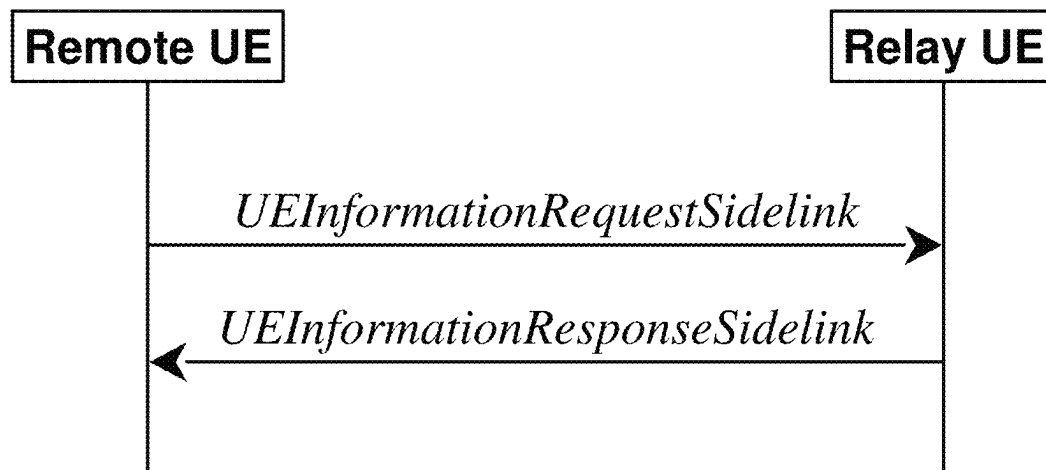 Remote UE
Relay UE
UEInformationRequestSidelink
UEInformationResponseSidelink